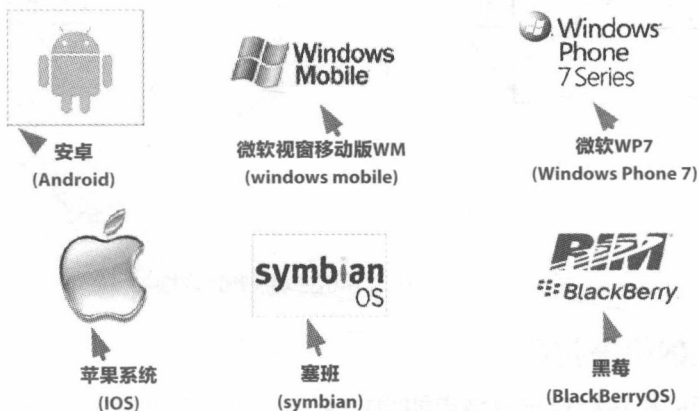 Windows
Mobile
Windows
Phone
7 Series
安卓
(Android)
微软视窗移动版WM
(windows mobile)
微软WP7
(Windows Phone 7)
symbian
OS
RIM
BlackBerry
苹果系统
(IOS)
塞班
(symbian)
黑莓
(BlackBerryOS)